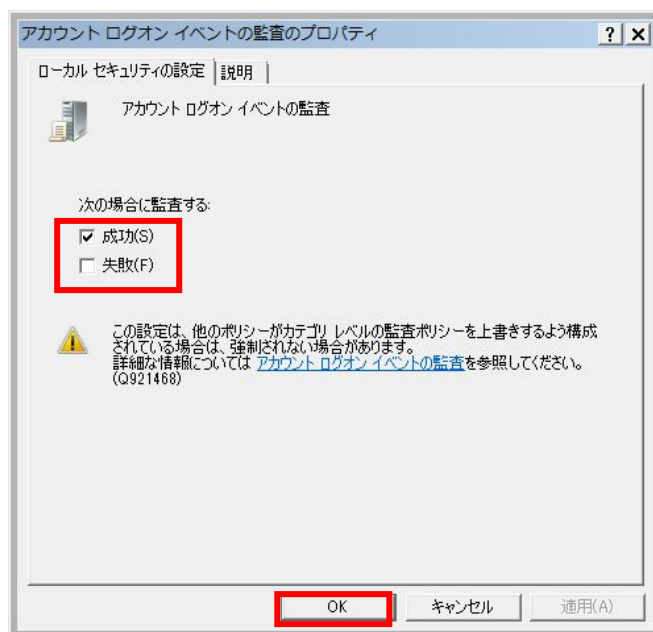 アカウント ログオン イベントの監査のプロパティ
ローカル セキュリティの設定 説明
アカウント ログオン イベントの監査
次の場合に監査する:
成功(S)
失敗(F)
この設定は、他のポリシーがカテゴリ レベルの監査ポリシーを上書きするよう構成
されている場合は、強制されない場合があります。
詳細な情報については アカウント ログオン イベントの監査を参照してください。
(Q921468)
OK キャンセル 適用(A)